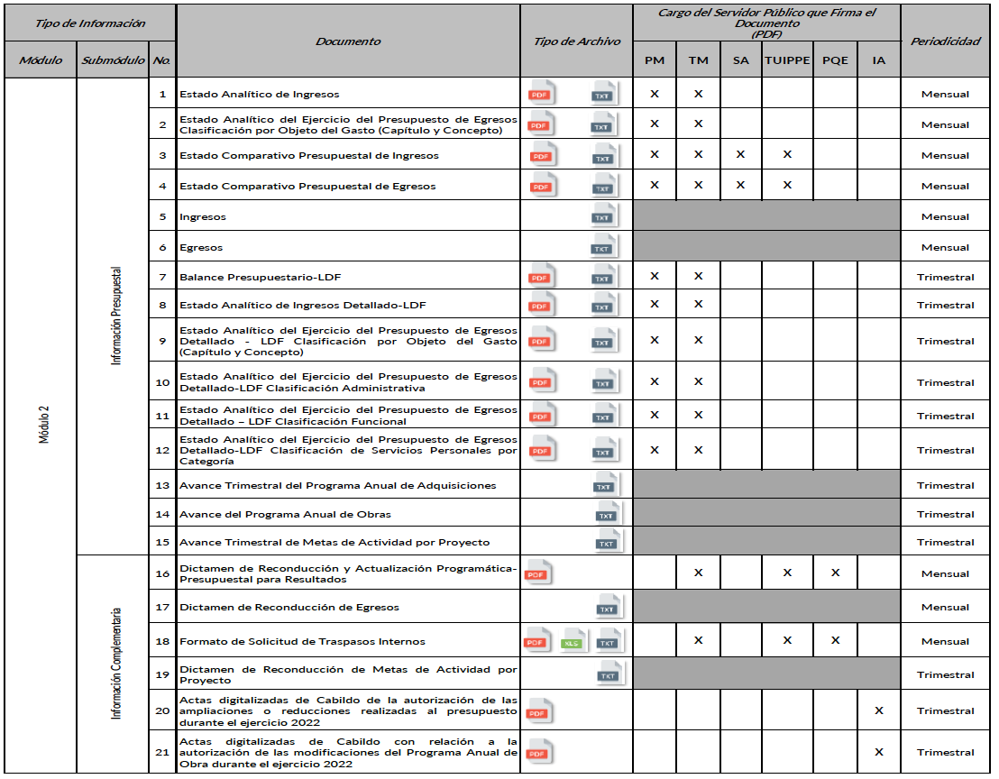 Tipo de Información
Documento
Tipo de Archivo
Cargo del Servidor Público que Firma el
Documento
(PDF)
Periodicidad
Módulo
Submódulo
No.
PM
TM
SA
TUIPPE
PQE
IA
Módulo 2
Información Presupuestal
1 Estado Analítico de Ingresos PDF TXT X X Mensual
2 Estado Analítico del Ejercicio del Presupuesto de Egresos
Clasificación por Objeto del Gasto (Capítulo y Concepto) PDF TXT X X Mensual
3 Estado Comparativo Presupuestal de Ingresos PDF TXT X X X X Mensual
4 Estado Comparativo Presupuestal de Egresos PDF TXT X X X X Mensual
5 Ingresos TXT Mensual
6 Egresos TXT Mensual
7 Balance Presupuestario-LDF PDF TXT X X Trimestral
8 Estado Analítico de Ingresos Detallado-LDF PDF TXT X X Trimestral
9 Estado Analítico del Ejercicio del Presupuesto de Egresos
Detallado - LDF Clasificación por Objeto del Gasto
(Capítulo y Concepto) PDF TXT X X Trimestral
10 Estado Analítico del Ejercicio del Presupuesto de Egresos
Detallado-LDF Clasificación Administrativa PDF TXT X X Trimestral
11 Estado Analítico del Ejercicio del Presupuesto de Egresos
Detallado – LDF Clasificación Funcional PDF TXT X X Trimestral
12 Estado Analítico del Ejercicio del Presupuesto de Egresos
Detallado-LDF Clasificación de Servicios Personales por
Categoría PDF TXT X X Trimestral
13 Avance Trimestral del Programa Anual de Adquisiciones TXT Trimestral
14 Avance del Programa Anual de Obras TXT Trimestral
15 Avance Trimestral de Metas de Actividad por Proyecto TXT Trimestral
Información Complementaria
16 Dictamen de Reconducción y Actualización Programática-
Presupuestal para Resultados PDF X X X Mensual
17 Dictamen de Reconducción de Egresos TXT Mensual
18 Formato de Solicitud de Traspasos Internos PDF XLS TXT X X X Mensual
19 Dictamen de Reconducción de Metas de Actividad por
Proyecto TXT Trimestral
20 Actas digitalizadas de Cabildo de la autorización de las
ampliaciones o reducciones realizadas al presupuesto
durante el ejercicio 2022 PDF X Trimestral
21 Actas digitalizadas de Cabildo con relación a la
autorización de las modificaciones del Programa Anual de
Obra durante el ejercicio 2022 PDF X Trimestral